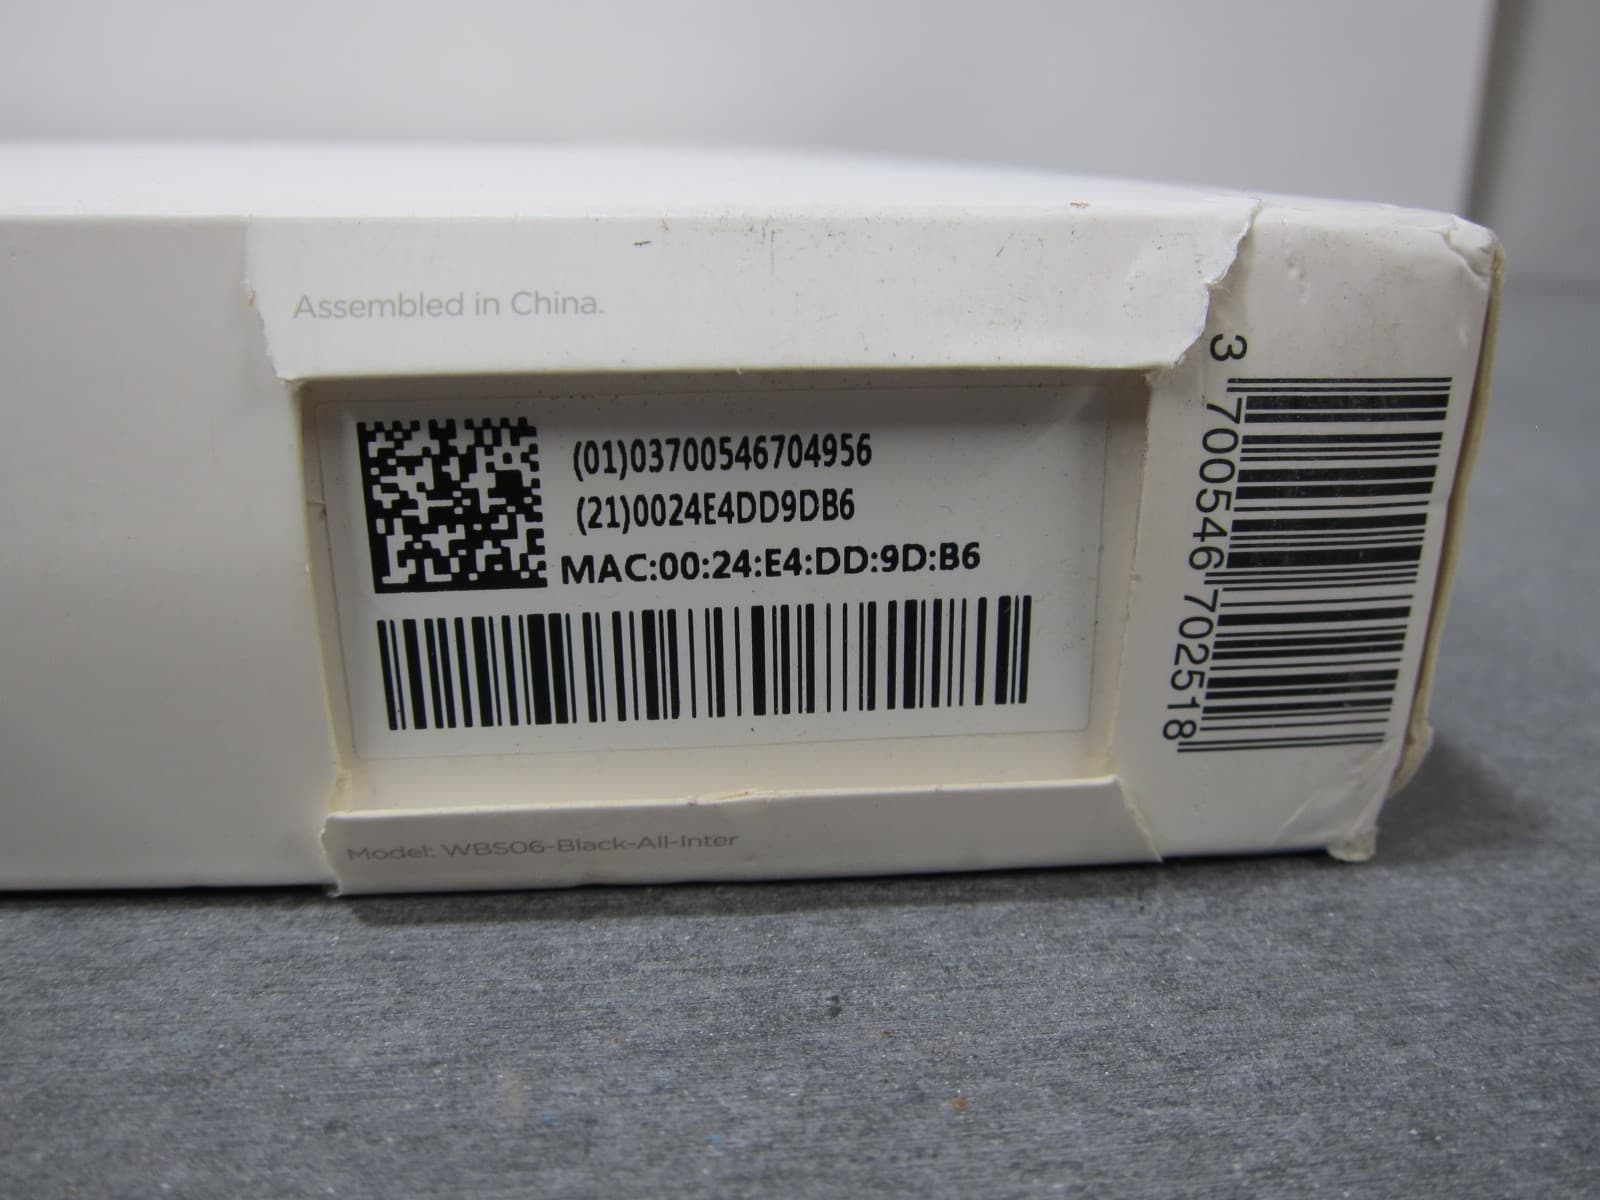 Assembled in China.
(01)03700546704956
(21)0024E4DD9DB6
MAC:00:24:E4:DD:9D:B6
Model: WBS06-Black-All-Inter
3 700546 702518